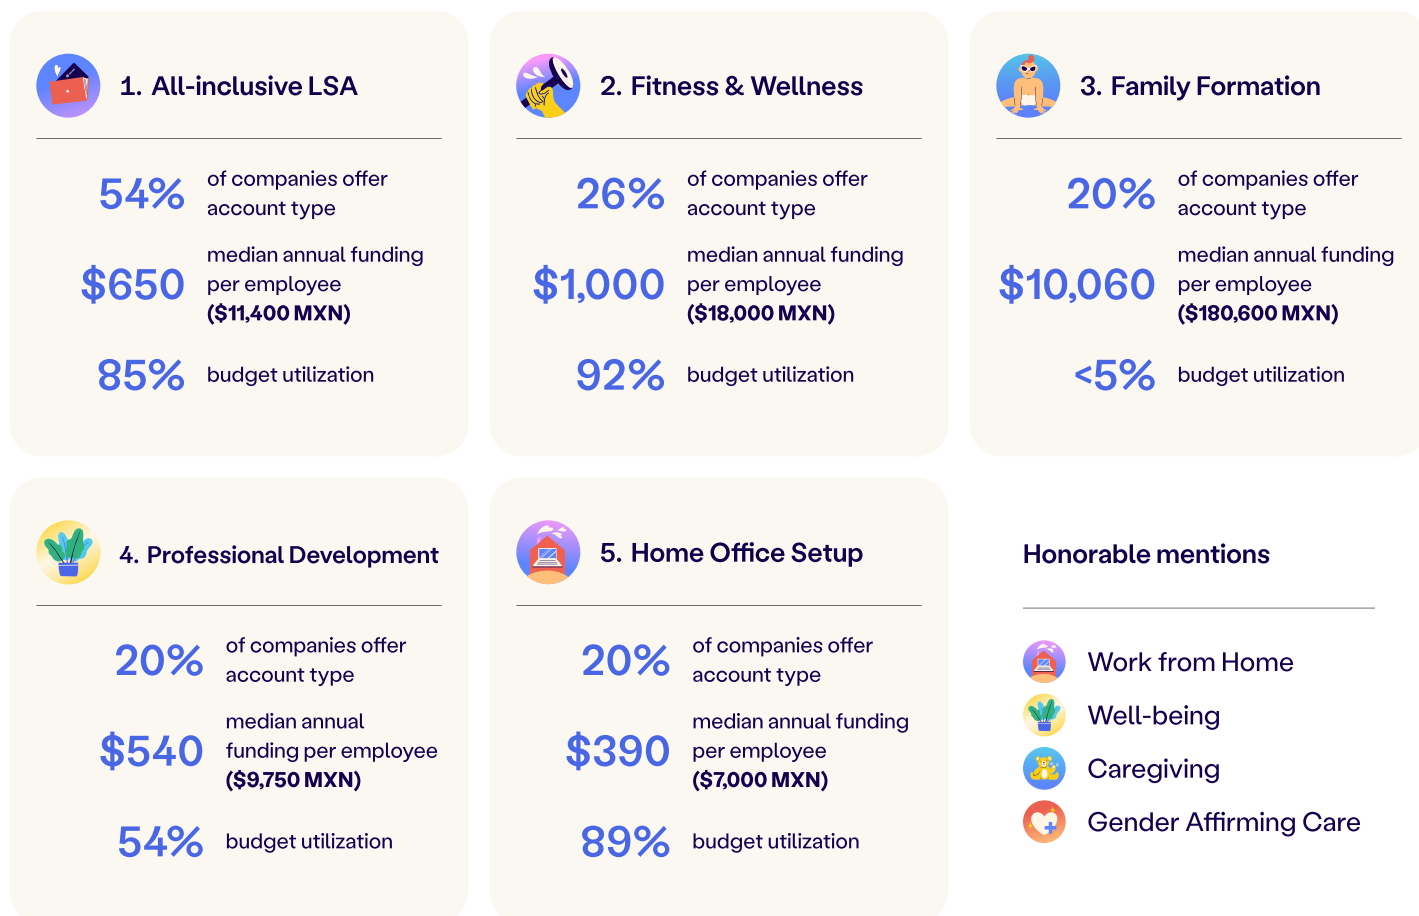 1. All-inclusive LSA
54%
of companies offer
account type
$650
median annual funding
per employee
($11,400 MXN)
85%
budget utilization
2. Fitness & Wellness
26%
of companies offer
account type
$1,000
median annual funding
per employee
($18,000 MXN)
92%
budget utilization
3. Family Formation
20%
of companies offer
account type
$10,060
median annual funding
per employee
($180,600 MXN)
<5%
budget utilization
4. Professional Development
20%
of companies offer
account type
$540
median annual
funding per employee
($9,750 MXN)
54%
budget utilization
5. Home Office Setup
20%
of companies offer
account type
$390
median annual funding
per employee
($7,000 MXN)
89%
budget utilization
Honorable mentions
Work from Home
Well-being
Caregiving
Gender Affirming Care